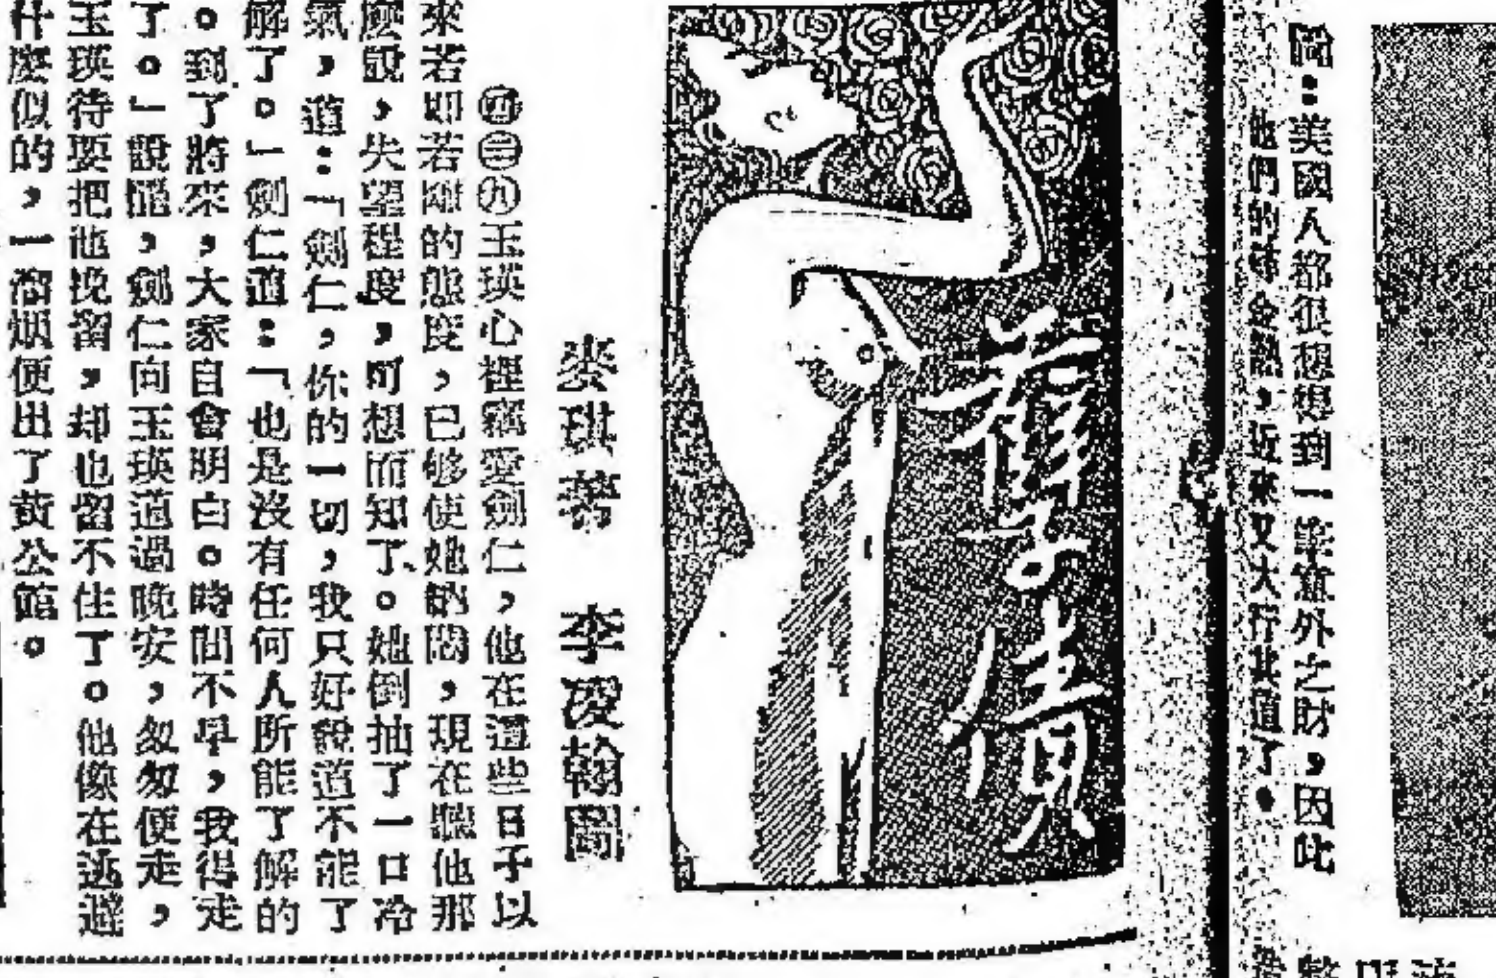 圖：美國人都很想得到一筆意外之財，因此
他們的，近來又大行其道了。
孽債
麥琪著　李凌翰圖
㊃㊂㊈玉瑛心裡竊愛劍仁，他在這些日子以
來若即若離的態度，已够使她納悶，現在聽他那
麼說，失望程度，可想而知了。她倒抽了一口冷
氣，道：「劍仁，你的一切，我只好說道不能了
解了。」劍仁道：「也是沒有任何人所能了解的
。到了將來，大家自會明白。時間不早，我得走
了。」說罷，劍仁向玉瑛道過晚安，匆匆便走，
玉瑛待要把他挽留，却也留不住了。他像在逃避
什麼似的，一溜烟便出了黃公館。